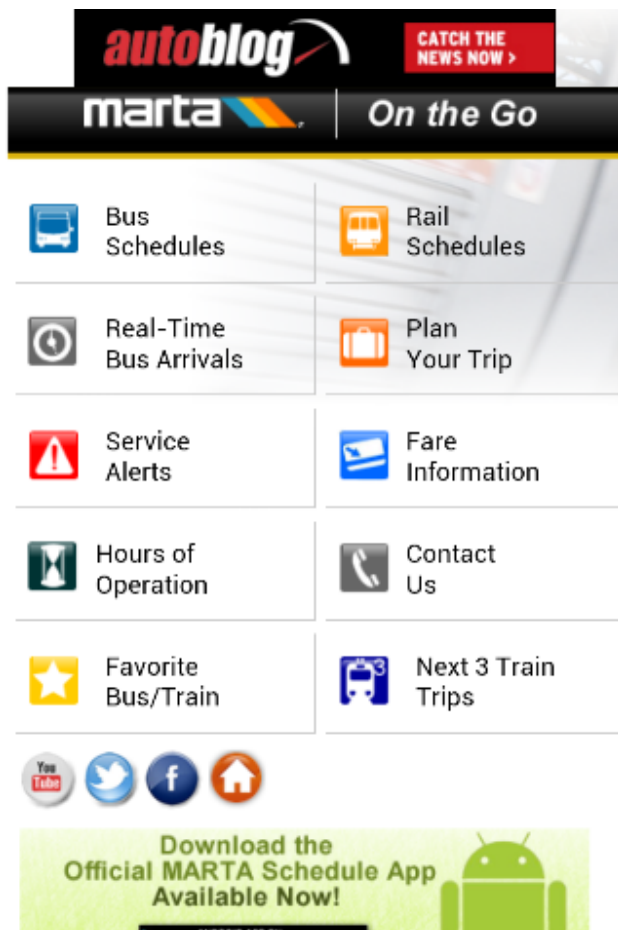 autoblog
CATCH THE
NEWS NOW >
marta
On the Go
Bus
Schedules
Rail
Schedules
Real-Time
Bus Arrivals
Plan
Your Trip
Service
Alerts
Fare
Information
Hours of
Operation
Contact
Us
Favorite
Bus/Train
3
Next 3 Train
Trips
You
Tube
f
Download the
Official MARTA Schedule App
Available Now!